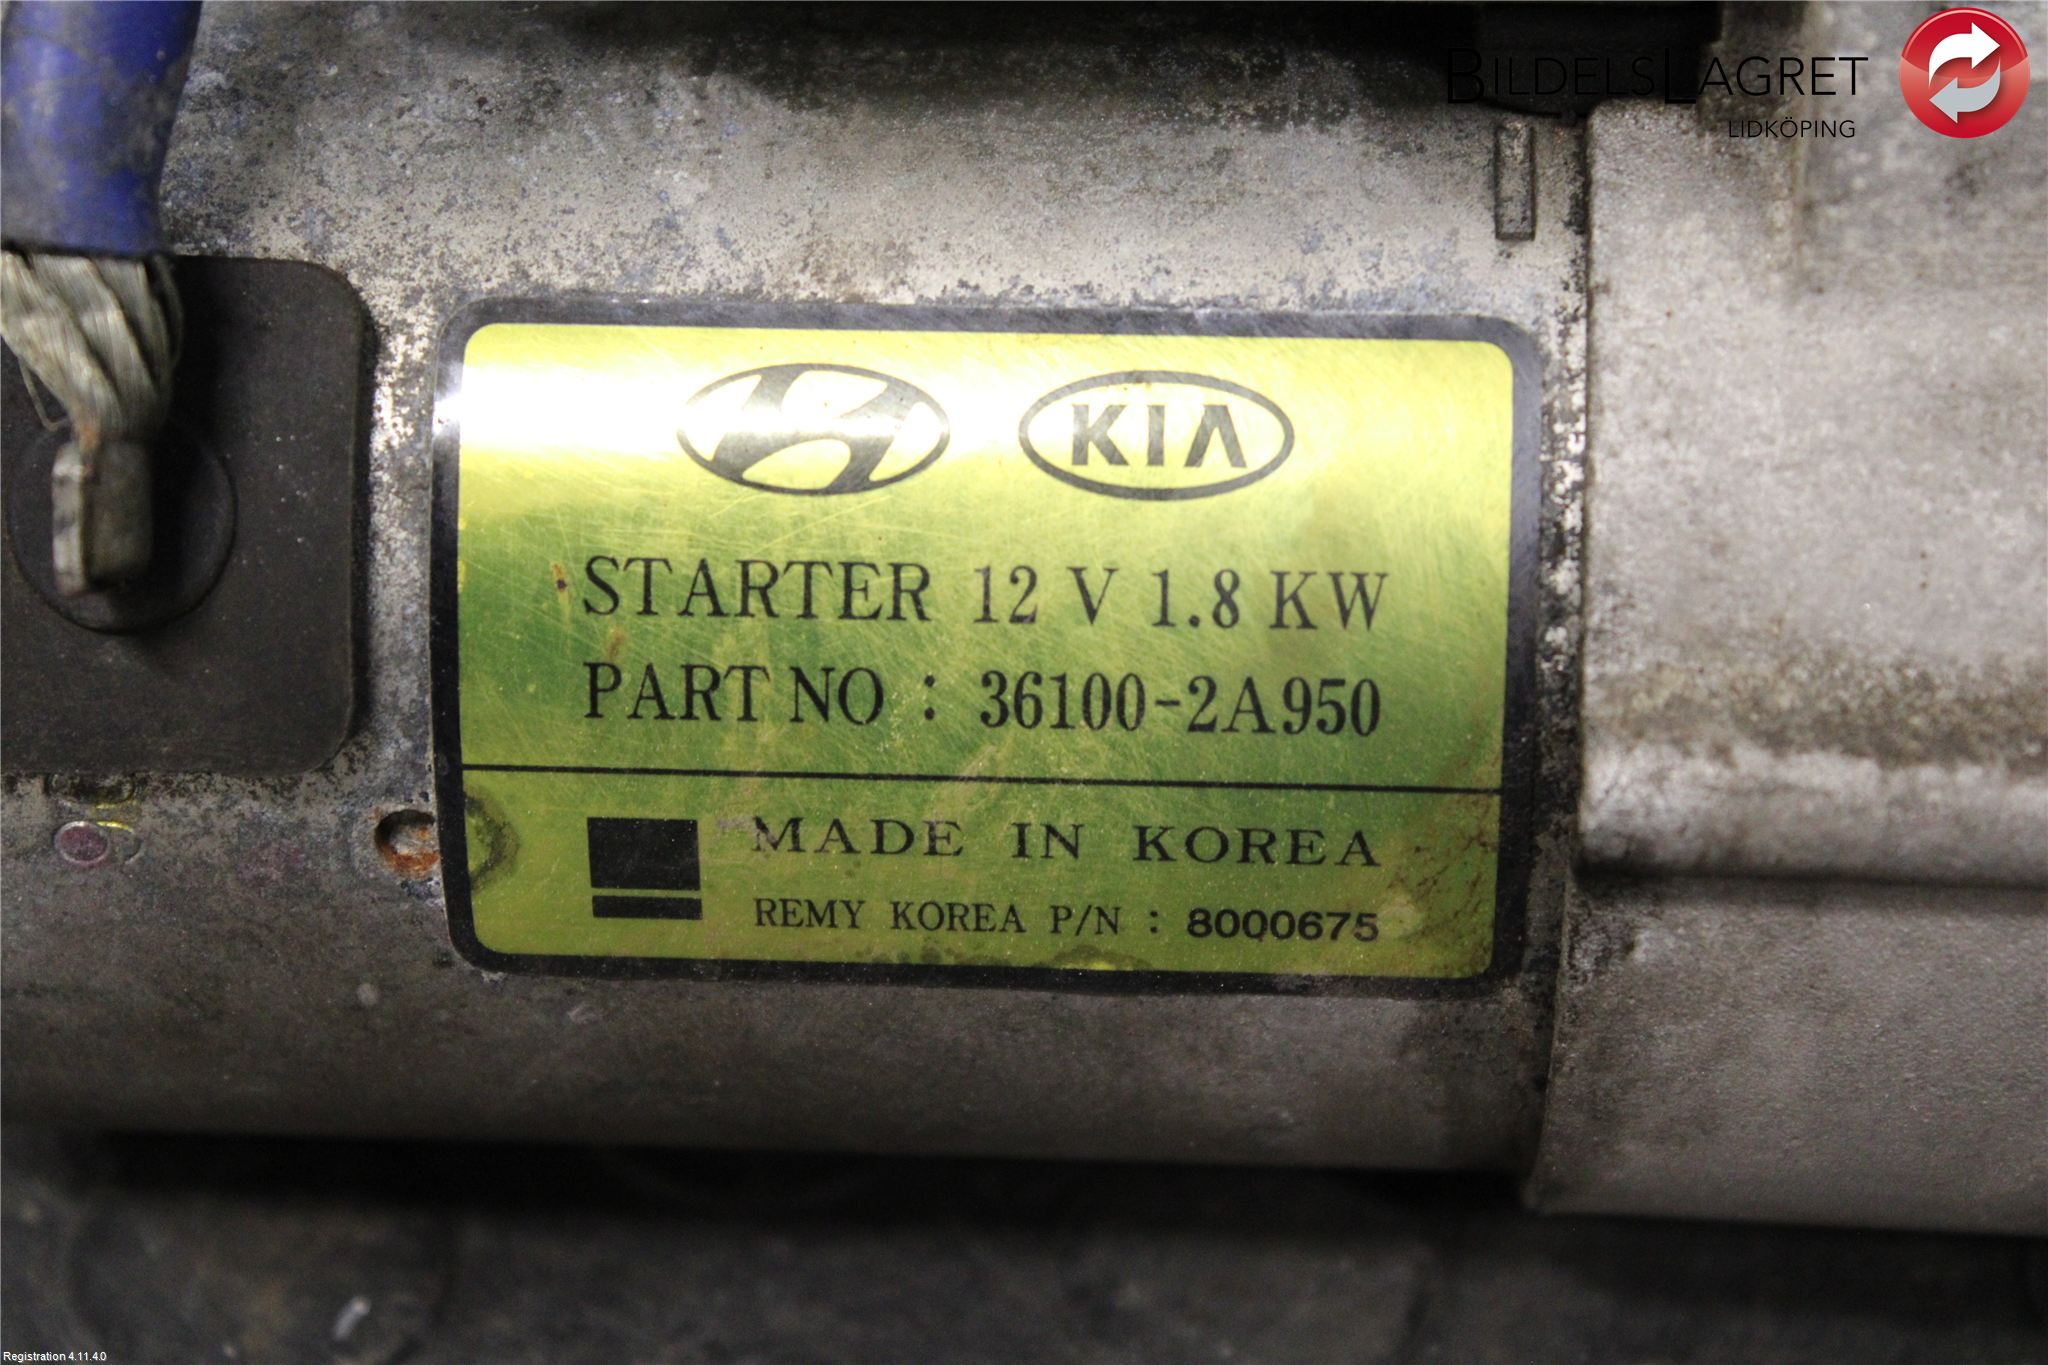 BILDELSLAGRET
LIDKÖPING
KIA
STARTER 12 V 1.8 KW
PART NO : 36100-2A950
MADE IN KOREA
REMY KOREA P/N : 8000675
Registration 4.11.4.0